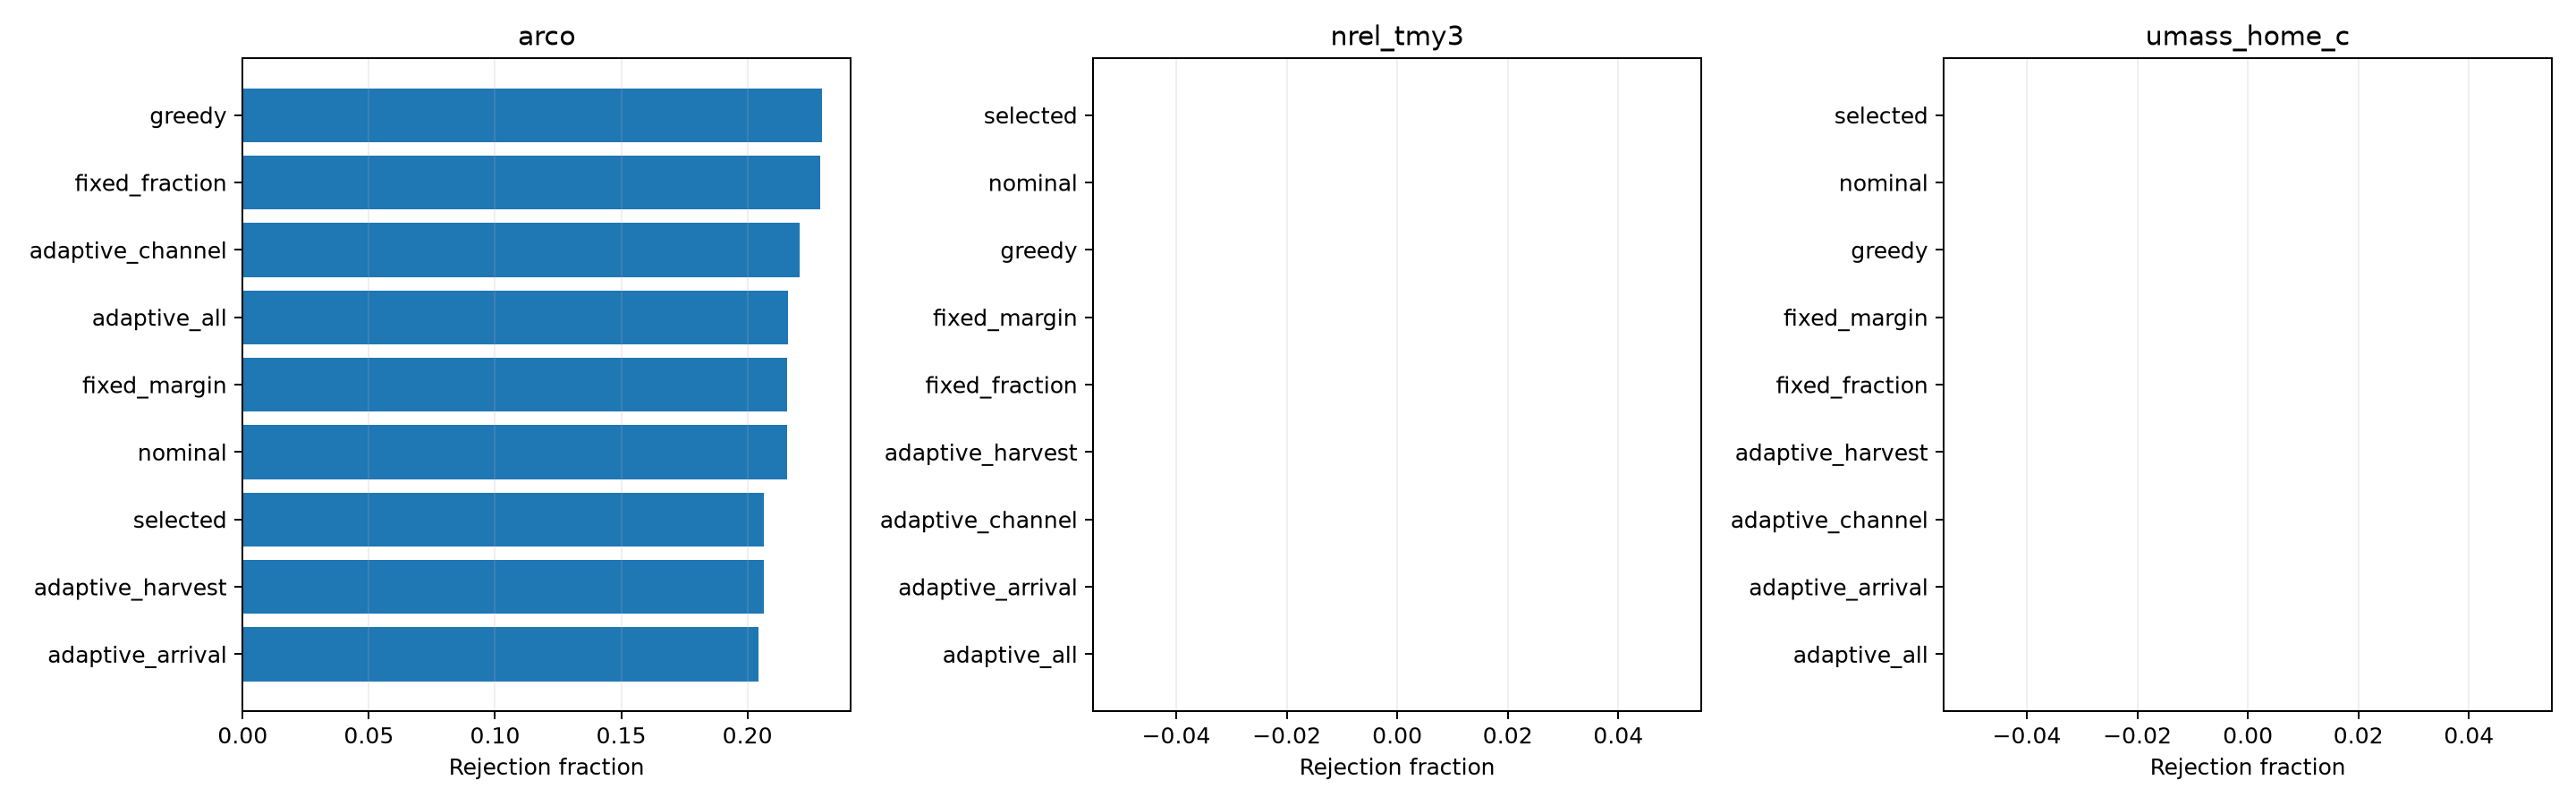 arco
greedy
fixed_fraction
adaptive_channel
adaptive_all
fixed_margin
nominal
selected
adaptive_harvest
adaptive_arrival
0.00 0.05 0.10 0.15 0.20
Rejection fraction
nrel_tmy3
selected
nominal
greedy
fixed_margin
fixed_fraction
adaptive_harvest
adaptive_channel
adaptive_arrival
adaptive_all
−0.04 −0.02 0.00 0.02 0.04
Rejection fraction
umass_home_c
selected
nominal
greedy
fixed_margin
fixed_fraction
adaptive_harvest
adaptive_channel
adaptive_arrival
adaptive_all
−0.04 −0.02 0.00 0.02 0.04
Rejection fraction